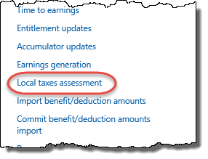 Time to earnings
Entitlement updates
Accumulator updates
Earnings generation
Local taxes assessment
Import benefit/deduction amounts
Commit benefit/deduction amounts
import